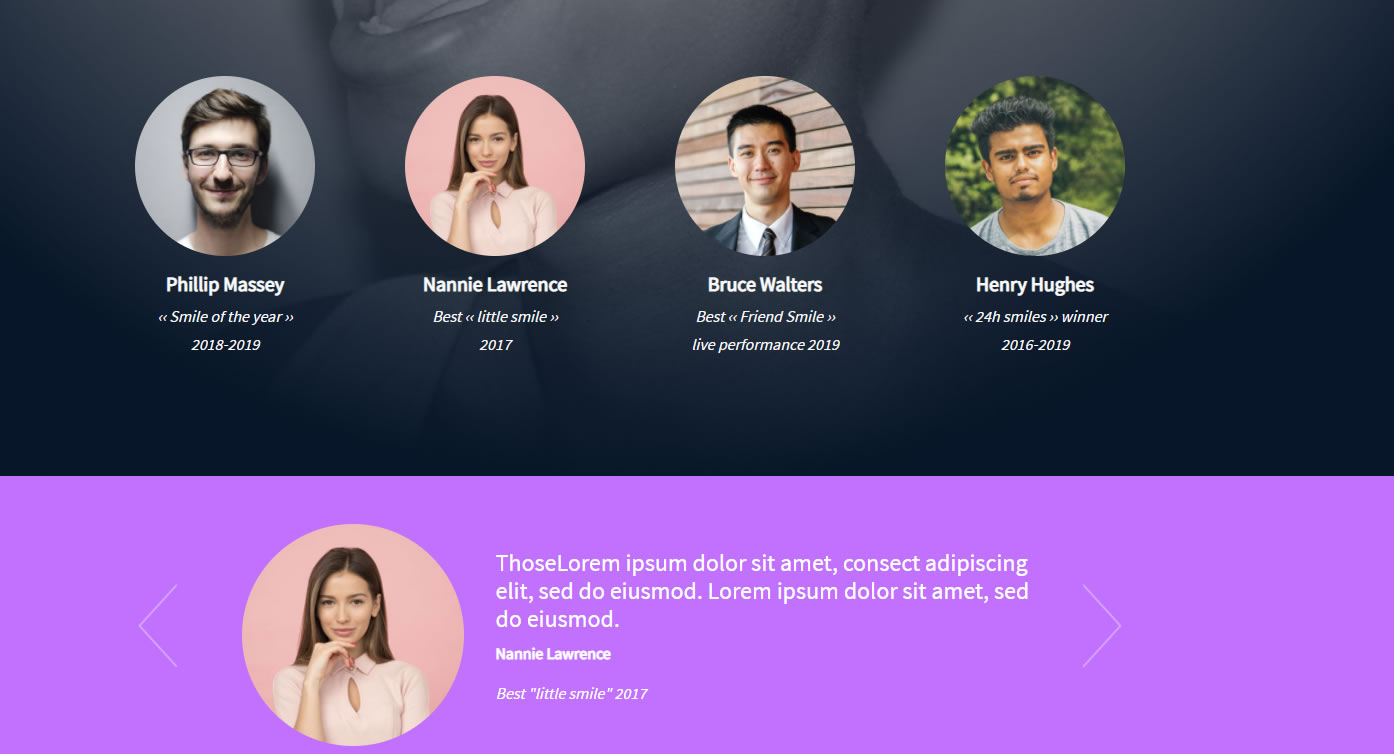 Phillip Massey
‹‹ Smile of the year ››
2018-2019
Nannie Lawrence
Best ‹‹ little smile ››
2017
Bruce Walters
Best ‹‹ Friend Smile ››
live performance 2019
Henry Hughes
‹‹ 24h smiles ›› winner
2016-2019
ThoseLorem ipsum dolor sit amet, consect adipiscing
elit, sed do eiusmod. Lorem ipsum dolor sit amet, sed
do eiusmod.
Nannie Lawrence
Best "little smile" 2017